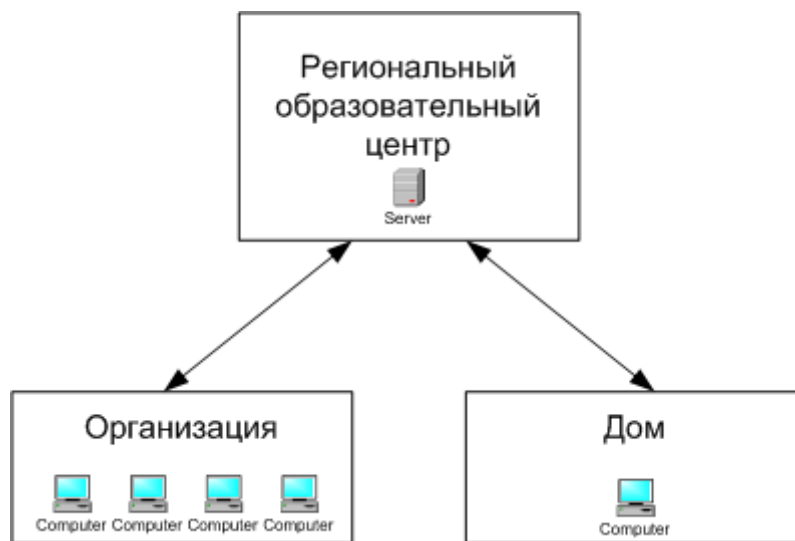 Региональный
образовательный
центр
Server
Организация
Computer Computer Computer Computer
Дом
Computer